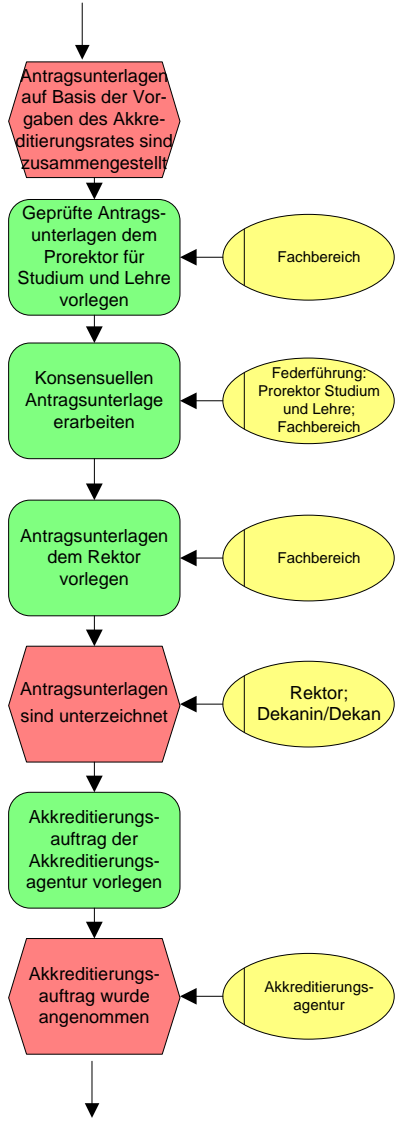 Antragsunterlagen
auf Basis der Vor-
gaben des Akkre-
ditierungsrates sind
zusammengestellt
Geprüfte Antrags-
unterlagen dem
Prorektor für
Studium und Lehre
vorlegen
Fachbereich
Konsensuellen
Antragsunterlage
erarbeiten
Federführung:
Prorektor Studium
und Lehre;
Fachbereich
Antragsunterlagen
dem Rektor
vorlegen
Fachbereich
Antragsunterlagen
sind unterzeichnet
Rektor;
Dekanin/Dekan
Akkreditierungs-
auftrag der
Akkreditierungs-
agentur vorlegen
Akkreditierungs-
auftrag wurde
angenommen
Akkreditierungs-
agentur